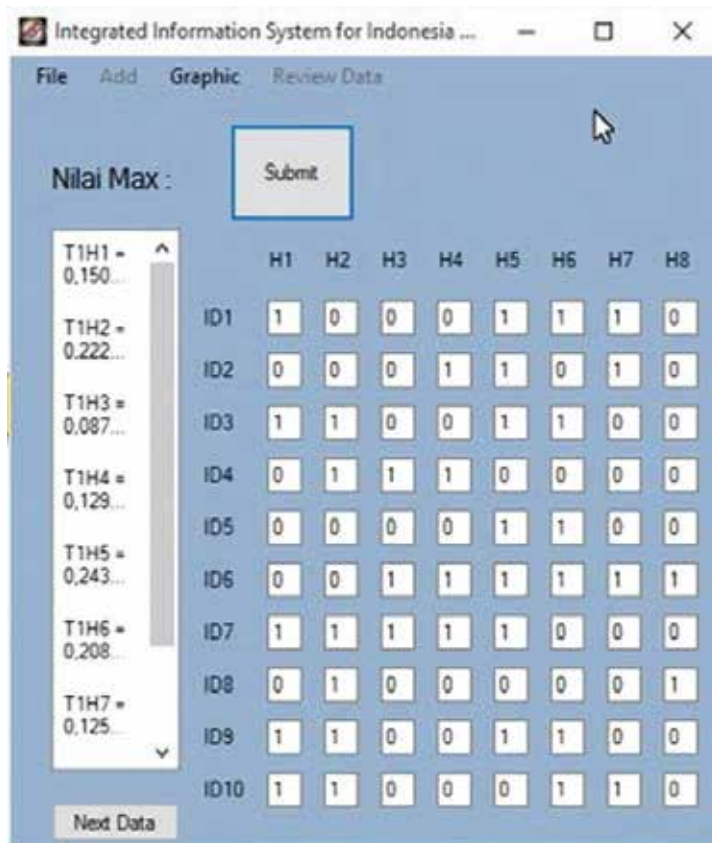 Integrated Information System for Indonesia ...
File Add Graphic Review Data
Nilai Max :
Submit
T1H1 =
0,150...
T1H2 =
0.222...
T1H3 =
0.087...
T1H4 =
0,129...
T1H5 =
0,243...
T1H6 =
0,208...
T1H7 =
0,125...
Next Data
H1 H2 H3 H4 H5 H6 H7 H8
ID1 1 0 0 0 1 1 1 0
ID2 0 0 0 1 1 0 1 0
ID3 1 1 0 0 1 1 0 0
ID4 0 1 1 1 0 0 0 0
ID5 0 0 0 0 1 1 0 0
ID6 0 0 1 1 1 1 1 1
ID7 1 1 1 1 1 0 0 0
ID8 0 1 0 0 0 0 0 1
ID9 1 1 0 0 1 1 0 0
ID10 1 1 0 0 0 1 1 0